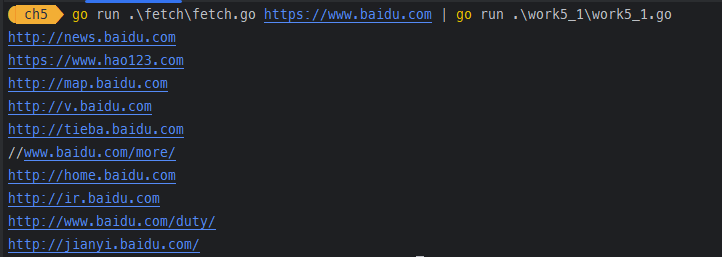 ch5 go run .\fetch\fetch.go https://www.baidu.com | go run .\work5_1\work5_1.go
http://news.baidu.com
https://www.hao123.com
http://map.baidu.com
http://v.baidu.com
http://tieba.baidu.com
//www.baidu.com/more/
http://home.baidu.com
http://ir.baidu.com
http://www.baidu.com/duty/
http://jianyi.baidu.com/